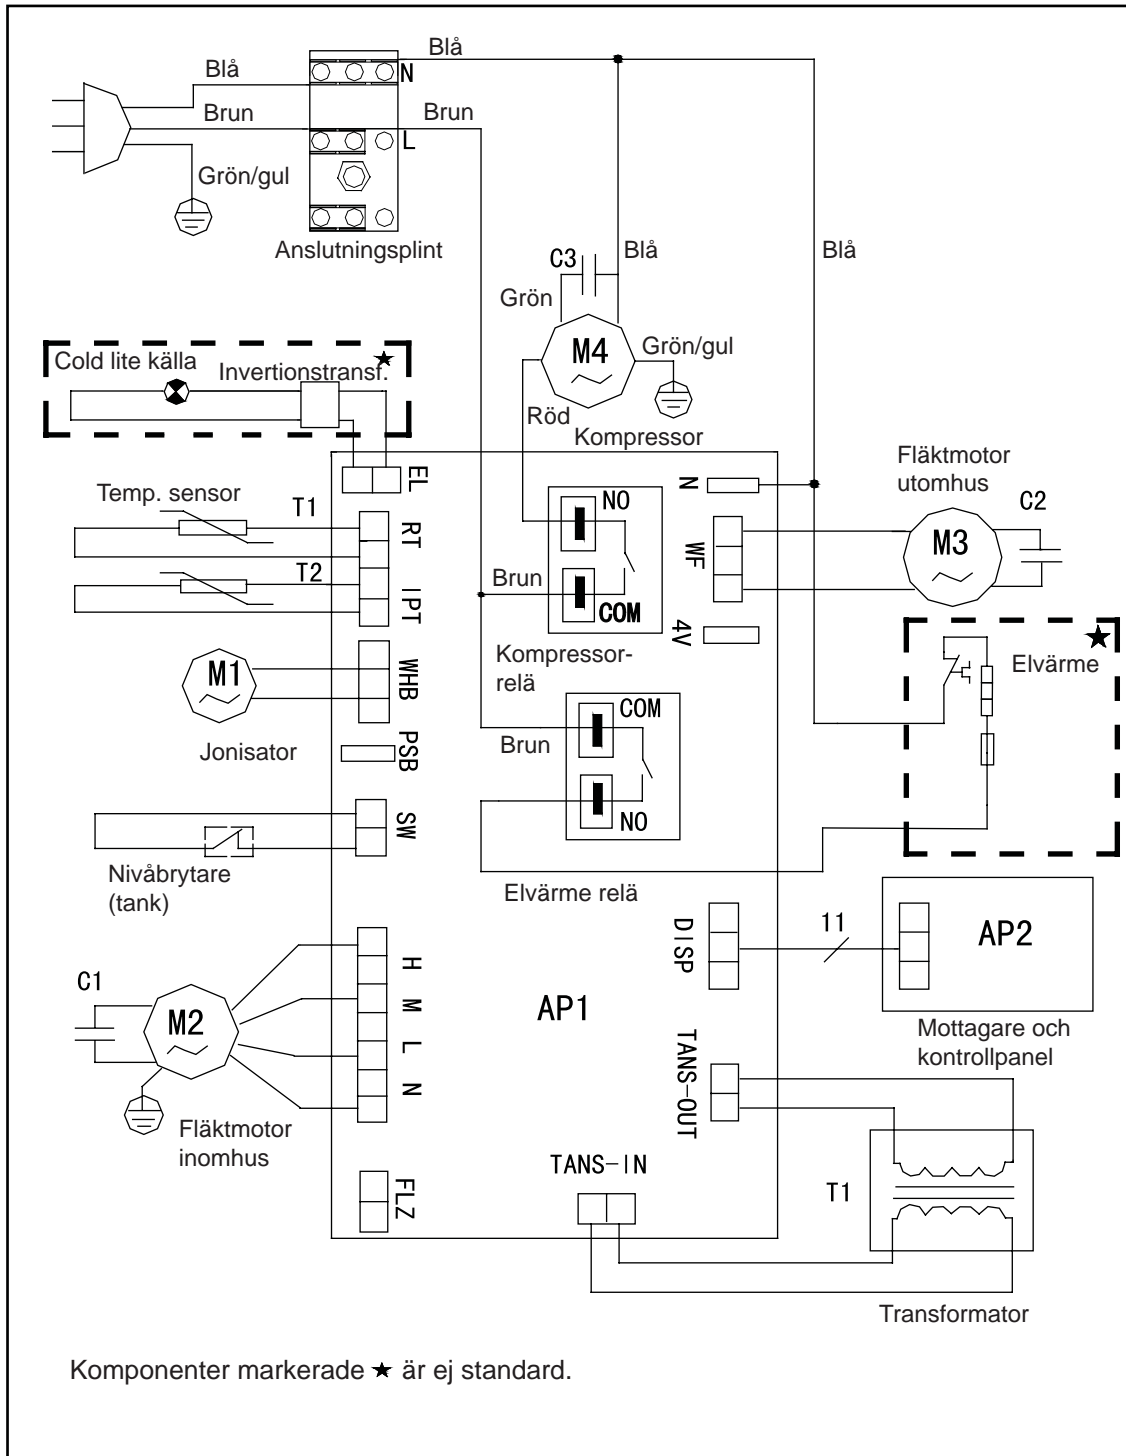 Blå
Blå
N
Brun
Brun
L
Grön/gul
Anslutningsplint
C3
Blå
Blå
Grön
M4
Grön/gul
Röd
Kompressor
Cold lite källa
Invertionstransf.
★
EL
Temp. sensor
T1
RT
T2
IPT
NO
Brun
COM
Kompressor-
relä
N
WF
4V
Fläktmotor
utomhus
C2
M3
★
Elvärme
M1
WHB
Jonisator
PSB
COM
Brun
NO
Elvärme relä
SW
Nivåbrytare
(tank)
DISP
11
AP2
Mottagare och
kontrollpanel
C1
M2
H
M
L
N
AP1
Fläktmotor
inomhus
TANS-OUT
TANS-IN
FLZ
T1
Transformator
Komponenter markerade ★ är ej standard.